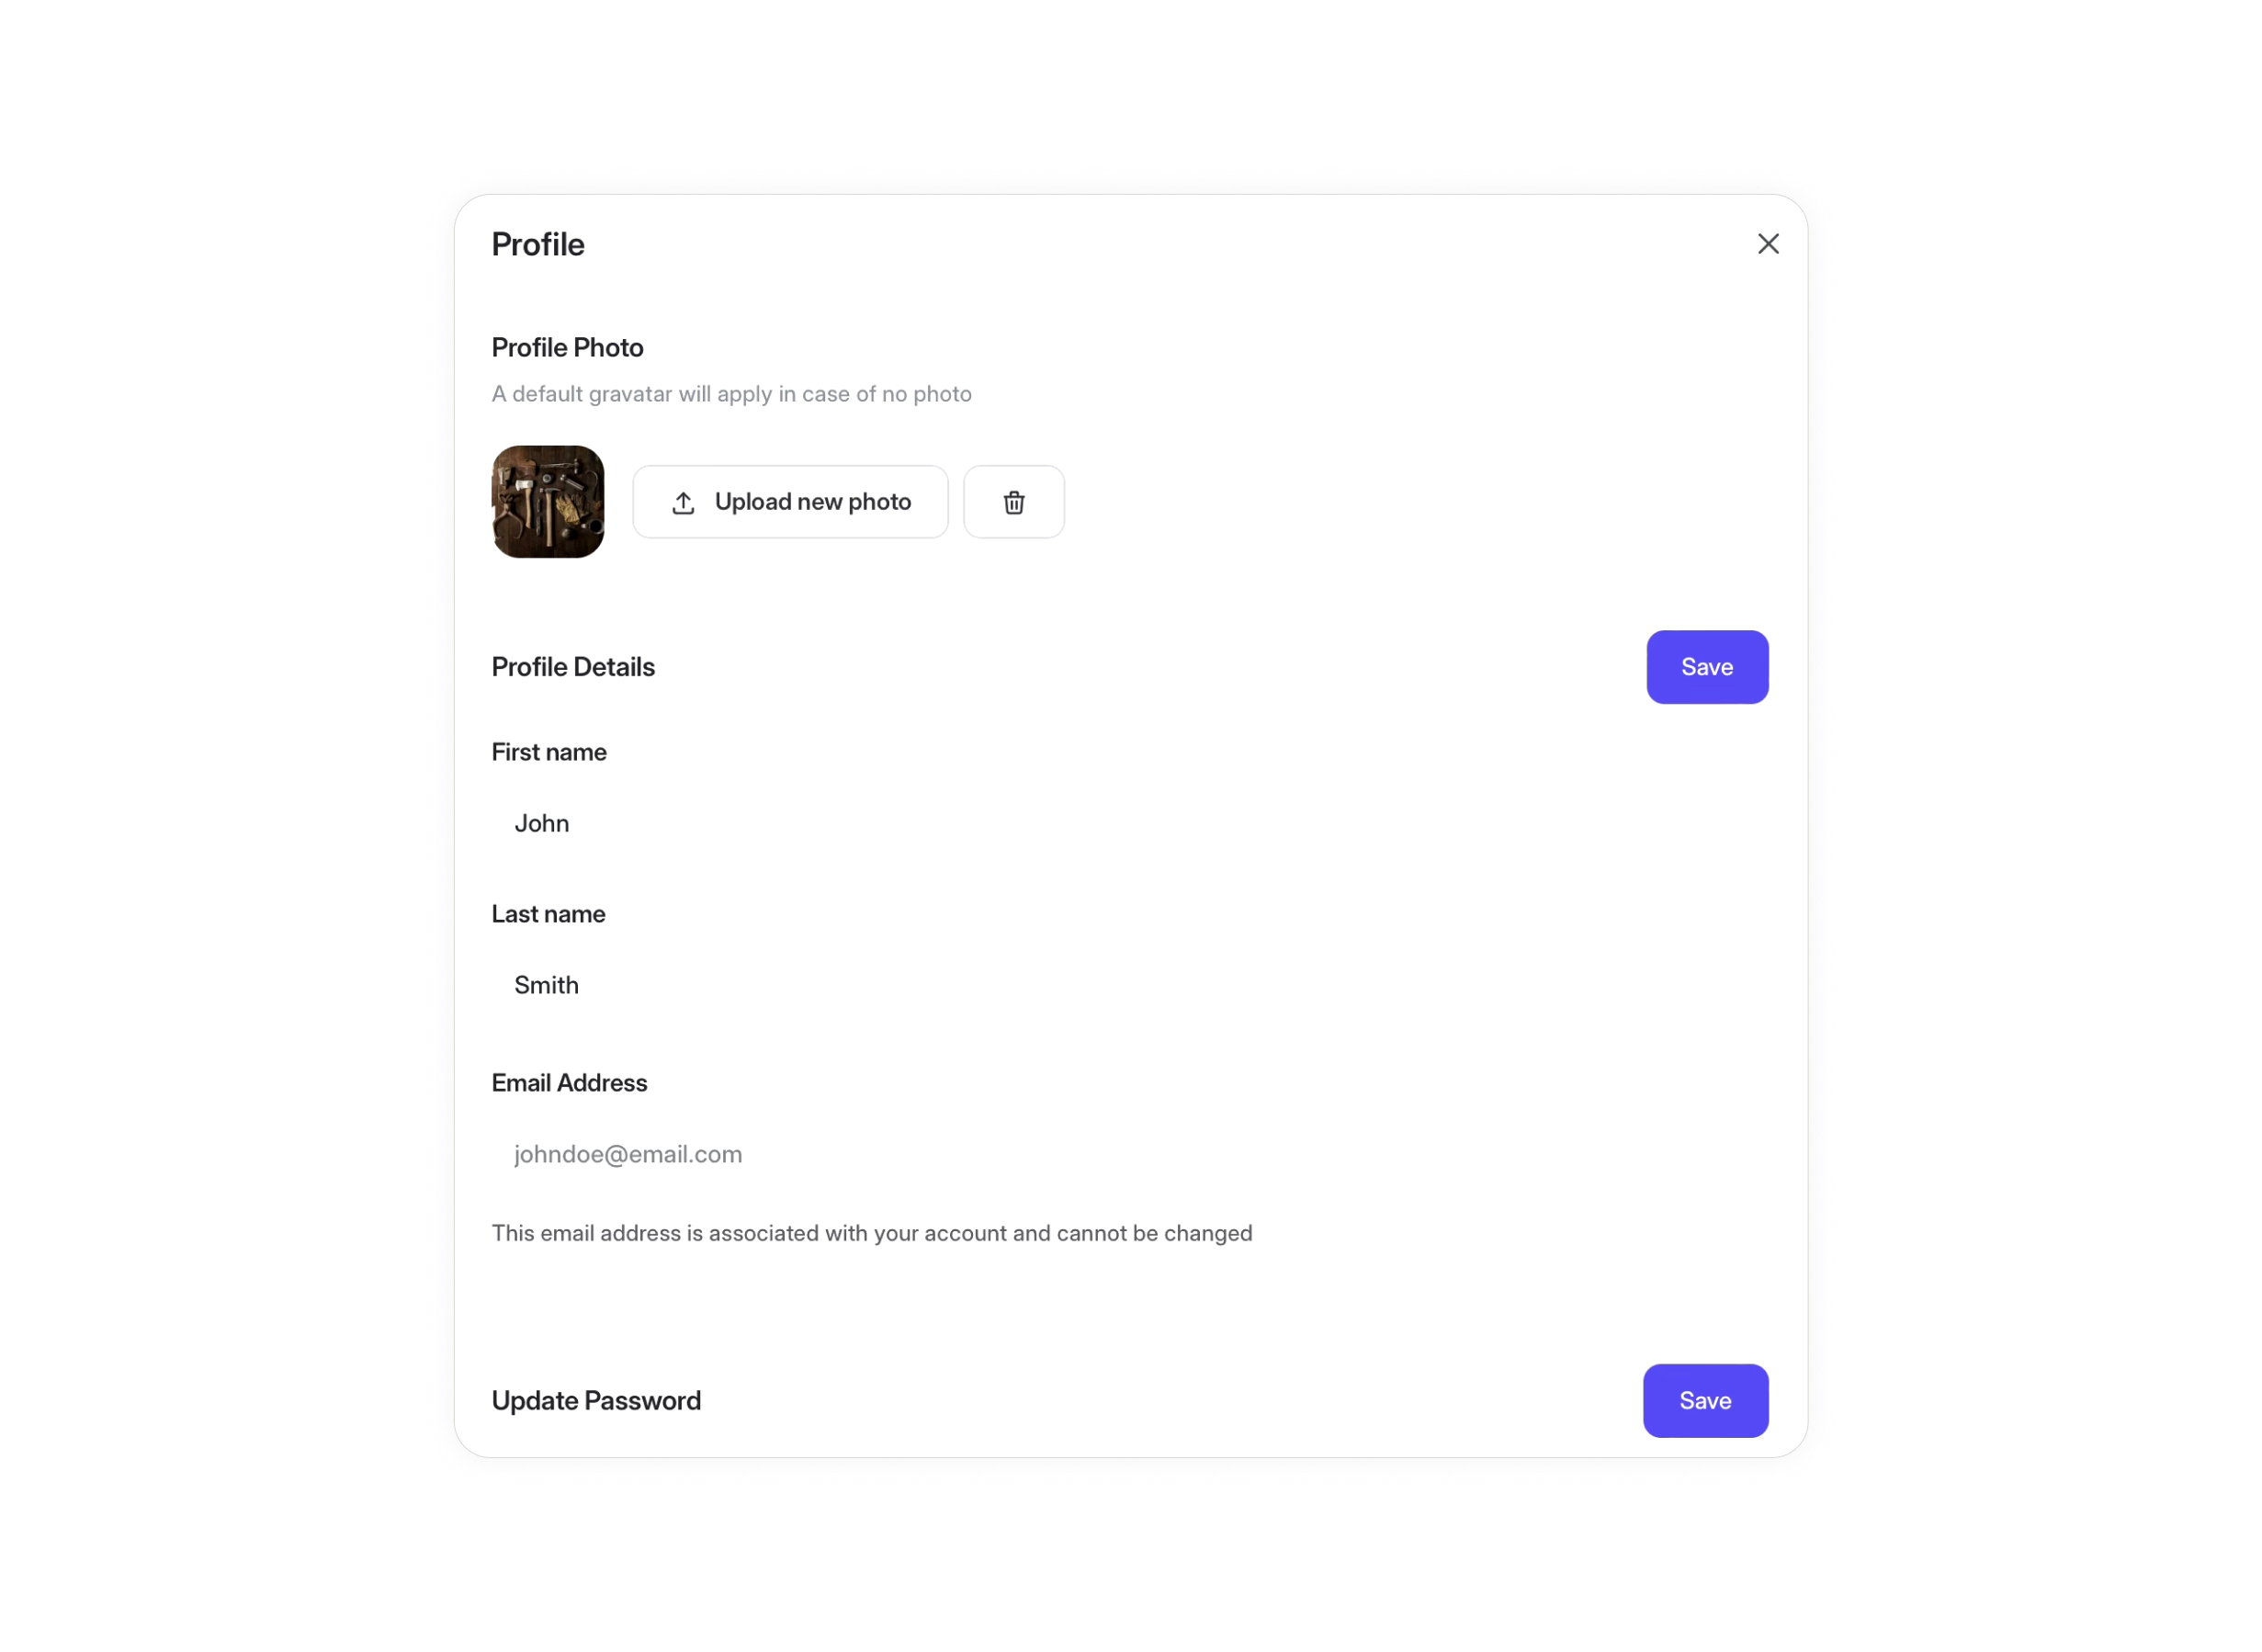 Profile
Profile Photo
A default gravatar will apply in case of no photo
Upload new photo
Profile Details
Save
First name
John
Last name
Smith
Email Address
johndoe@email.com
This email address is associated with your account and cannot be changed
Update Password
Save